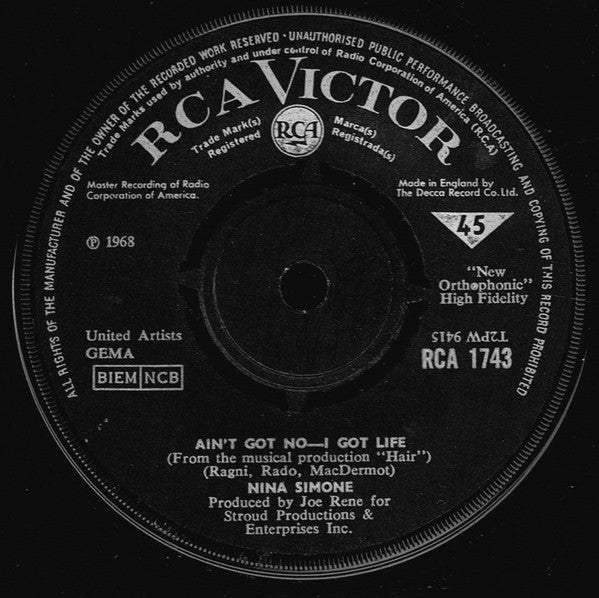 ALL RIGHTS OF THE MANUFACTURER AND OF THE OWNER OF THE RECORDED WORK RESERVED · UNAUTHORISED PUBLIC PERFORMANCE BROADCASTING AND COPYING OF THIS RECORD PROHIBITED
Trade Marks used by authority and under control of Radio Corporation of America (R.C.A)
RCA VICTOR
Trade Mark(s)
Registered
RCA
Marca(s)
Registrada(s)
Master Recording of Radio
Corporation of America.
Made in England by
The Decca Record Co. Ltd.
45
℗ 1968
"New
Orthophonic"
High Fidelity
United Artists
GEMA
BIEM NCB
T2PW 9415
RCA 1743
AIN'T GOT NO—I GOT LIFE
(From the musical production "Hair")
(Ragni, Rado, MacDermot)
NINA SIMONE
Produced by Joe Rene for
Stroud Productions &
Enterprises Inc.